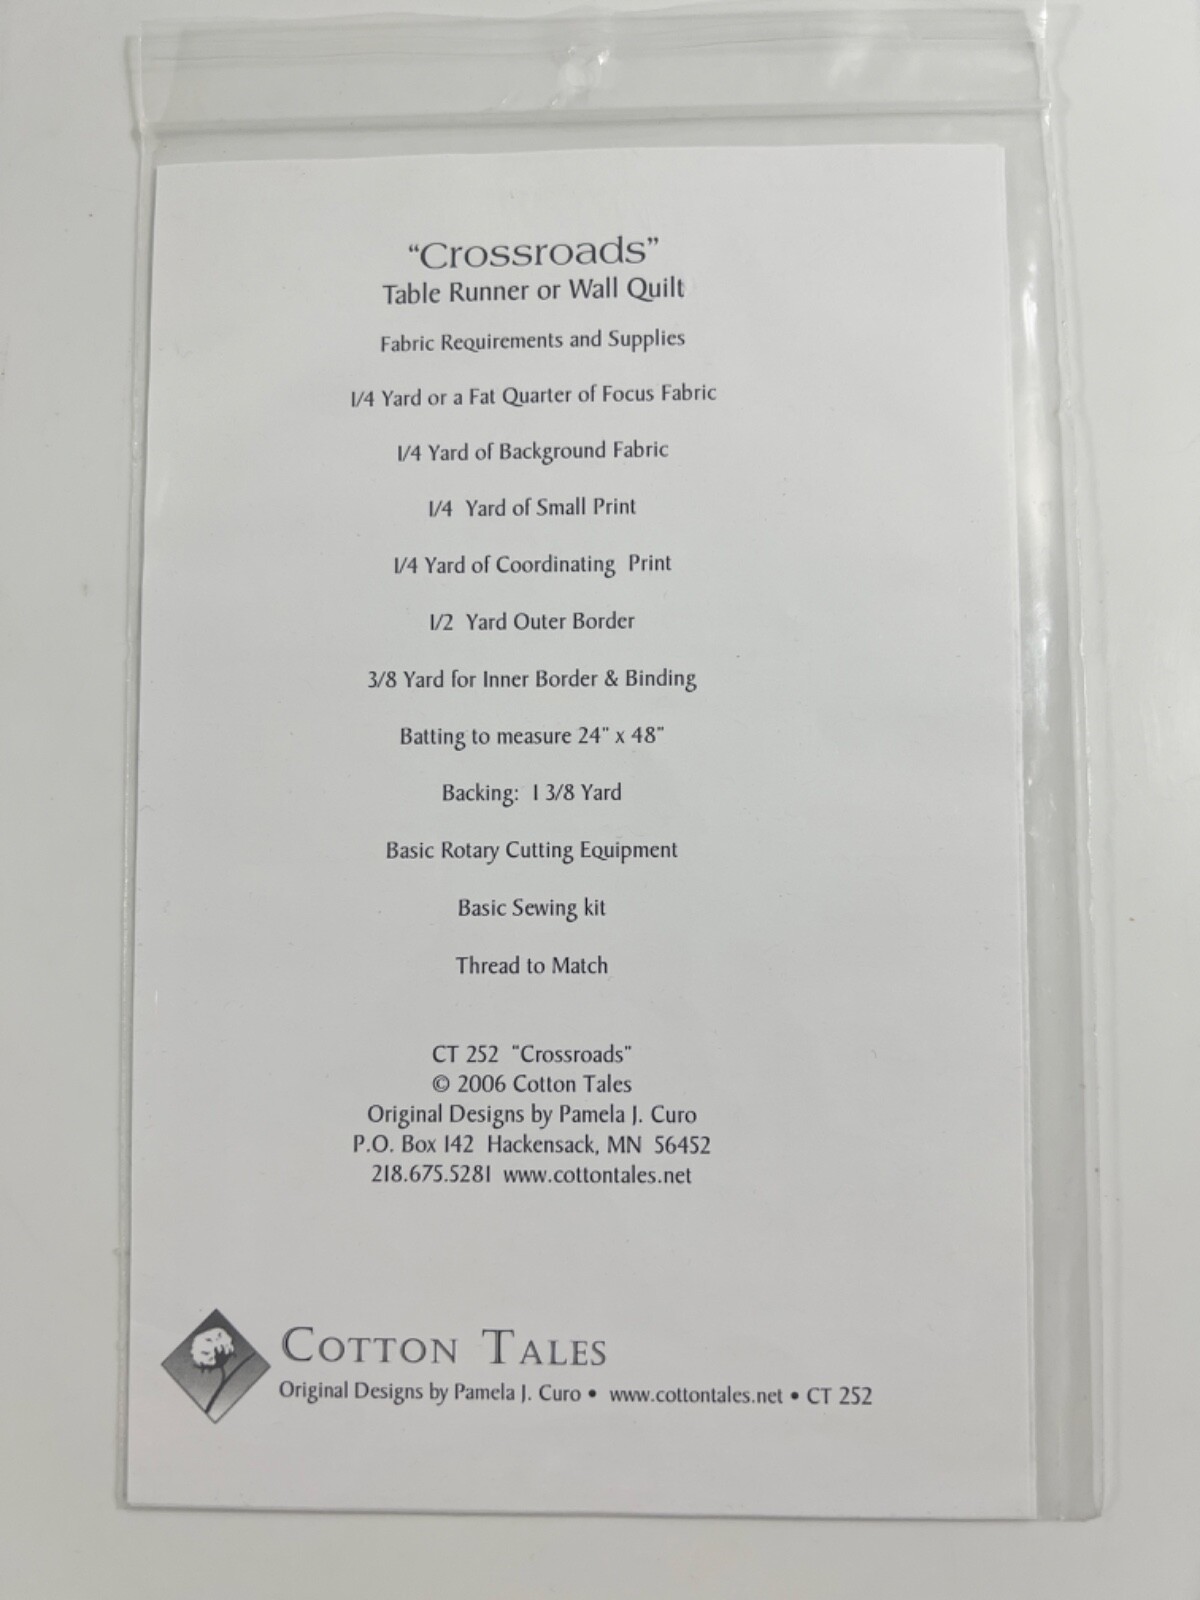 “Crossroads”
Table Runner or Wall Quilt
Fabric Requirements and Supplies
1/4 Yard or a Fat Quarter of Focus Fabric
1/4 Yard of Background Fabric
1/4 Yard of Small Print
1/4 Yard of Coordinating Print
1/2 Yard Outer Border
3/8 Yard for Inner Border & Binding
Batting to measure 24" x 48"
Backing: 1 3/8 Yard
Basic Rotary Cutting Equipment
Basic Sewing kit
Thread to Match
CT 252 "Crossroads"
© 2006 Cotton Tales
Original Designs by Pamela J. Curo
P.O. Box 142 Hackensack, MN 56452
218.675.5281 www.cottontales.net
COTTON TALES
Original Designs by Pamela J. Curo • www.cottontales.net • CT 252